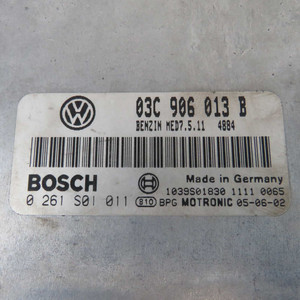 03C 906 013 B
BENZIN MED7.5.11 4884
BOSCH
Made in Germany
1039S01830 1111 0065
0 261 S01 011 810 BPG MOTRONIC 05-06-02